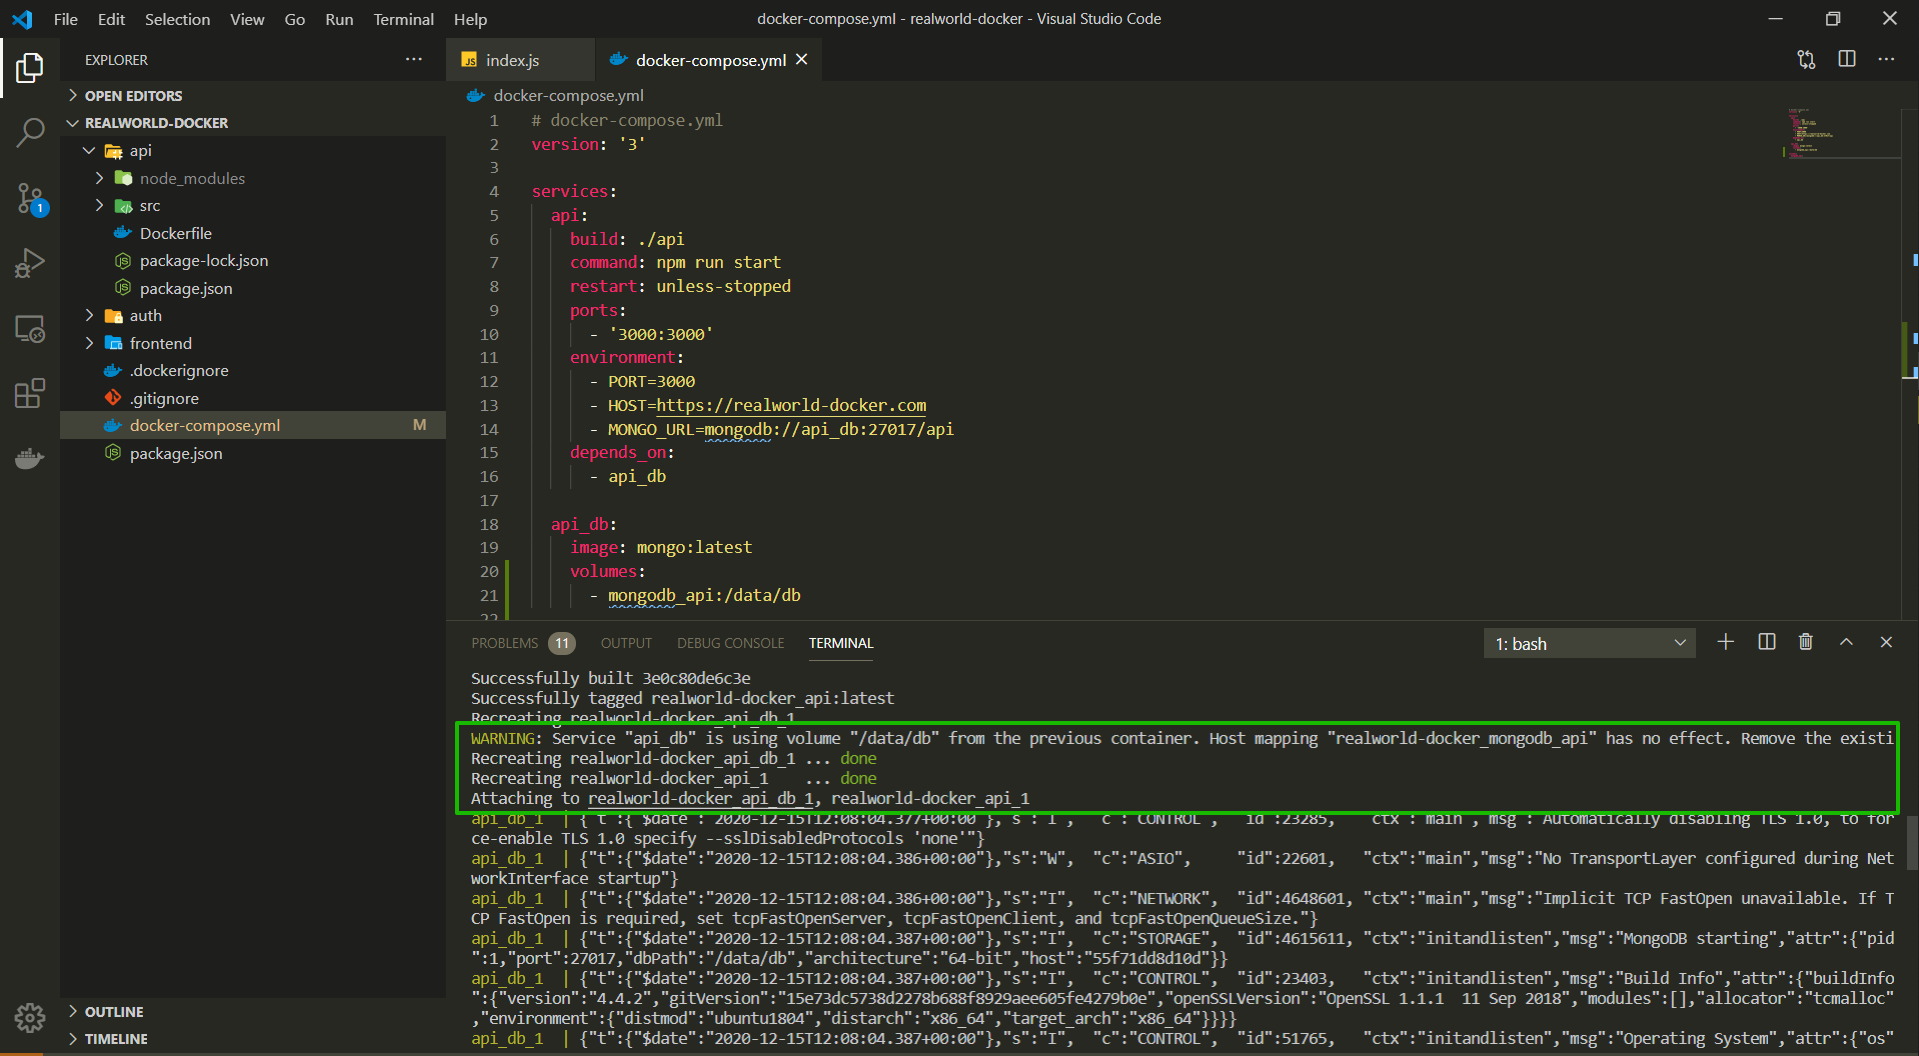 File Edit Selection View Go Run Terminal Help
docker-compose.yml - realworld-docker - Visual Studio Code
EXPLORER
OPEN EDITORS
REALWORLD-DOCKER
api
node_modules
src
Dockerfile
package-lock.json
package.json
auth
frontend
.dockerignore
.gitignore
docker-compose.yml M
package.json
OUTLINE
TIMELINE
1
index.js
docker-compose.yml
docker-compose.yml
1 # docker-compose.yml
2 version: '3'
3
4 services:
5 api:
6 build: ./api
7 command: npm run start
8 restart: unless-stopped
9 ports:
10 - '3000:3000'
11 environment:
12 - PORT=3000
13 - HOST=https://realworld-docker.com
14 - MONGO_URL=mongodb://api_db:27017/api
15 depends_on:
16 - api_db
17
18 api_db:
19 image: mongo:latest
20 volumes:
21 - mongodb_api:/data/db
22
PROBLEMS 11 OUTPUT DEBUG CONSOLE TERMINAL
1: bash
Successfully built 3e0c80de6c3e
Successfully tagged realworld-docker_api:latest
Recreating realworld-docker_api_db_1
WARNING: Service "api_db" is using volume "/data/db" from the previous container. Host mapping "realworld-docker_mongodb_api" has no effect. Remove the existi
Recreating realworld-docker_api_db_1 ... done
Recreating realworld-docker_api_1 ... done
Attaching to realworld-docker_api_db_1, realworld-docker_api_1
api_db_1 | {"t":{"$date":"2020-12-15T12:08:04.377+00:00"},"s":"I", "c":"CONTROL", "id":23285, "ctx":"main","msg":"Automatically disabling TLS 1.0, to for
ce-enable TLS 1.0 specify --sslDisabledProtocols 'none'"}
api_db_1 | {"t":{"$date":"2020-12-15T12:08:04.386+00:00"},"s":"W", "c":"ASIO", "id":22601, "ctx":"main","msg":"No TransportLayer configured during Net
workInterface startup"}
api_db_1 | {"t":{"$date":"2020-12-15T12:08:04.386+00:00"},"s":"I", "c":"NETWORK", "id":4648601, "ctx":"main","msg":"Implicit TCP FastOpen unavailable. If T
CP FastOpen is required, set tcpFastOpenServer, tcpFastOpenClient, and tcpFastOpenQueueSize."}
api_db_1 | {"t":{"$date":"2020-12-15T12:08:04.387+00:00"},"s":"I", "c":"STORAGE", "id":4615611, "ctx":"initandlisten","msg":"MongoDB starting","attr":{"pid
":1,"port":27017,"dbPath":"/data/db","architecture":"64-bit","host":"55f71dd8d10d"}}
api_db_1 | {"t":{"$date":"2020-12-15T12:08:04.387+00:00"},"s":"I", "c":"CONTROL", "id":23403, "ctx":"initandlisten","msg":"Build Info","attr":{"buildInfo
":{"version":"4.4.2","gitVersion":"15e73dc5738d2278b688f8929aee605fe4279b0e","openSSLVersion":"OpenSSL 1.1.1  11 Sep 2018","modules":[],"allocator":"tcmalloc"
,"environment":{"distmod":"ubuntu1804","distarch":"x86_64","target_arch":"x86_64"}}}}
api_db_1 | {"t":{"$date":"2020-12-15T12:08:04.387+00:00"},"s":"I", "c":"CONTROL", "id":51765, "ctx":"initandlisten","msg":"Operating System","attr":{"os"